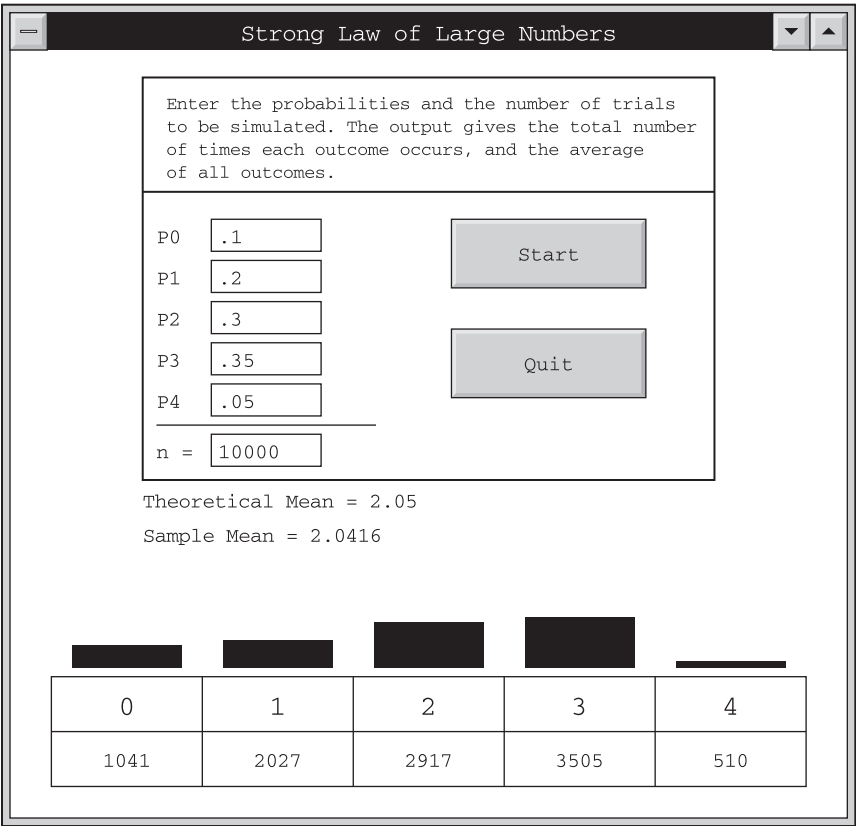 Strong Law of Large Numbers
Enter the probabilities and the number of trials
to be simulated. The output gives the total number
of times each outcome occurs, and the average
of all outcomes.
P0 .1
Start
P1 .2
P2 .3
P3 .35
Quit
P4 .05
n = 10000
Theoretical Mean = 2.05
Sample Mean = 2.0416
0 1 2 3 4
1041 2027 2917 3505 510